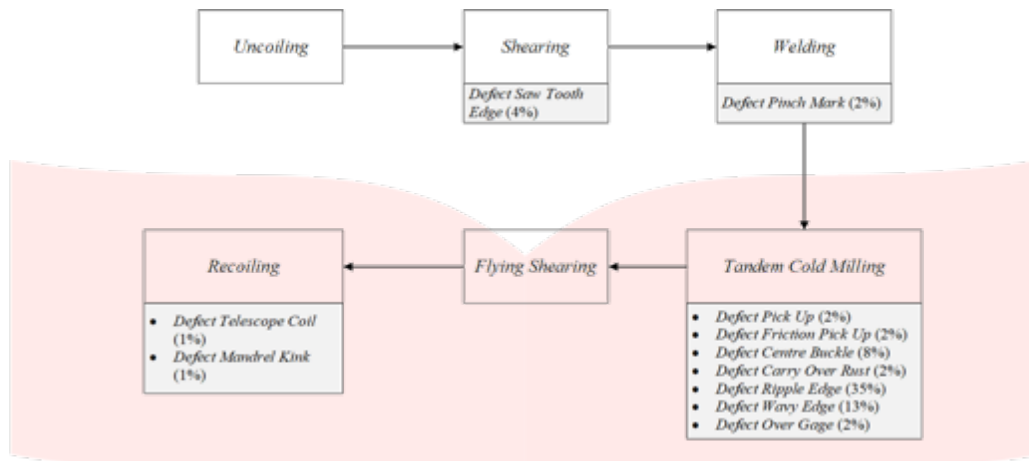 Uncoiling
Shearing
Welding
Defect Saw Tooth
Edge (4%)
Defect Pinch Mark (2%)
Recoiling
Flying Shearing
Tandem Cold Milling
• Defect Telescope Coil
(1%)
• Defect Mandrel Kink
(1%)
• Defect Pick Up (2%)
• Defect Friction Pick Up (2%)
• Defect Centre Buckle (8%)
• Defect Carry Over Rust (2%)
• Defect Ripple Edge (35%)
• Defect Wavy Edge (13%)
• Defect Over Gage (2%)